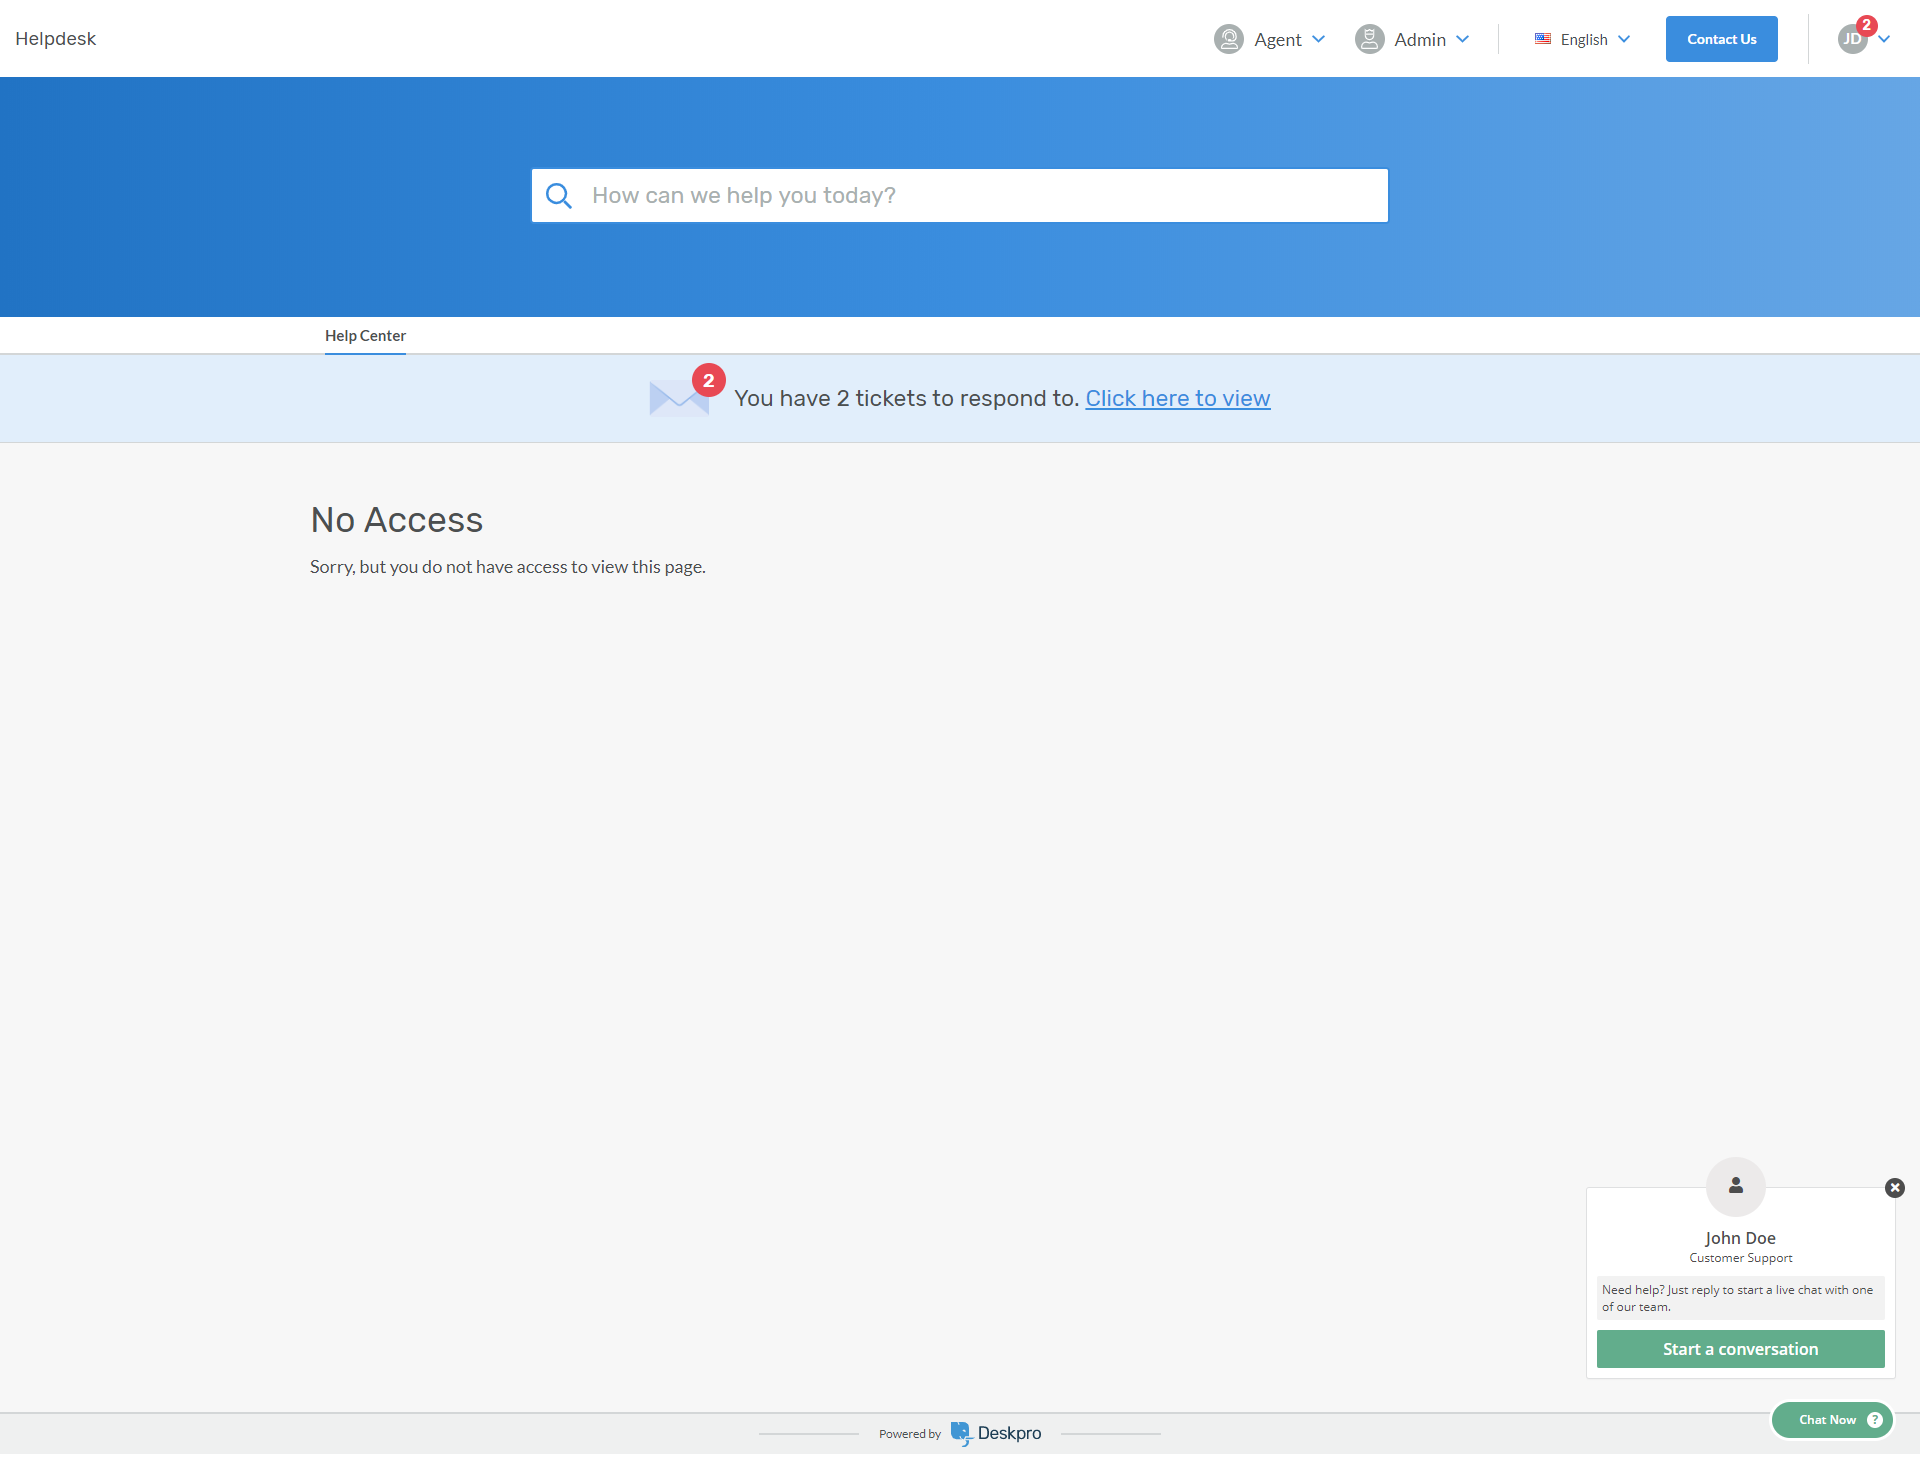 Helpdesk
Agent
Admin
English
Contact Us
JD
2
How can we help you today?
Help Center
2
You have 2 tickets to respond to. Click here to view
No Access
Sorry, but you do not have access to view this page.
John Doe
Customer Support
Need help? Just reply to start a live chat with one
of our team.
Start a conversation
Chat Now ?
Powered by Deskpro